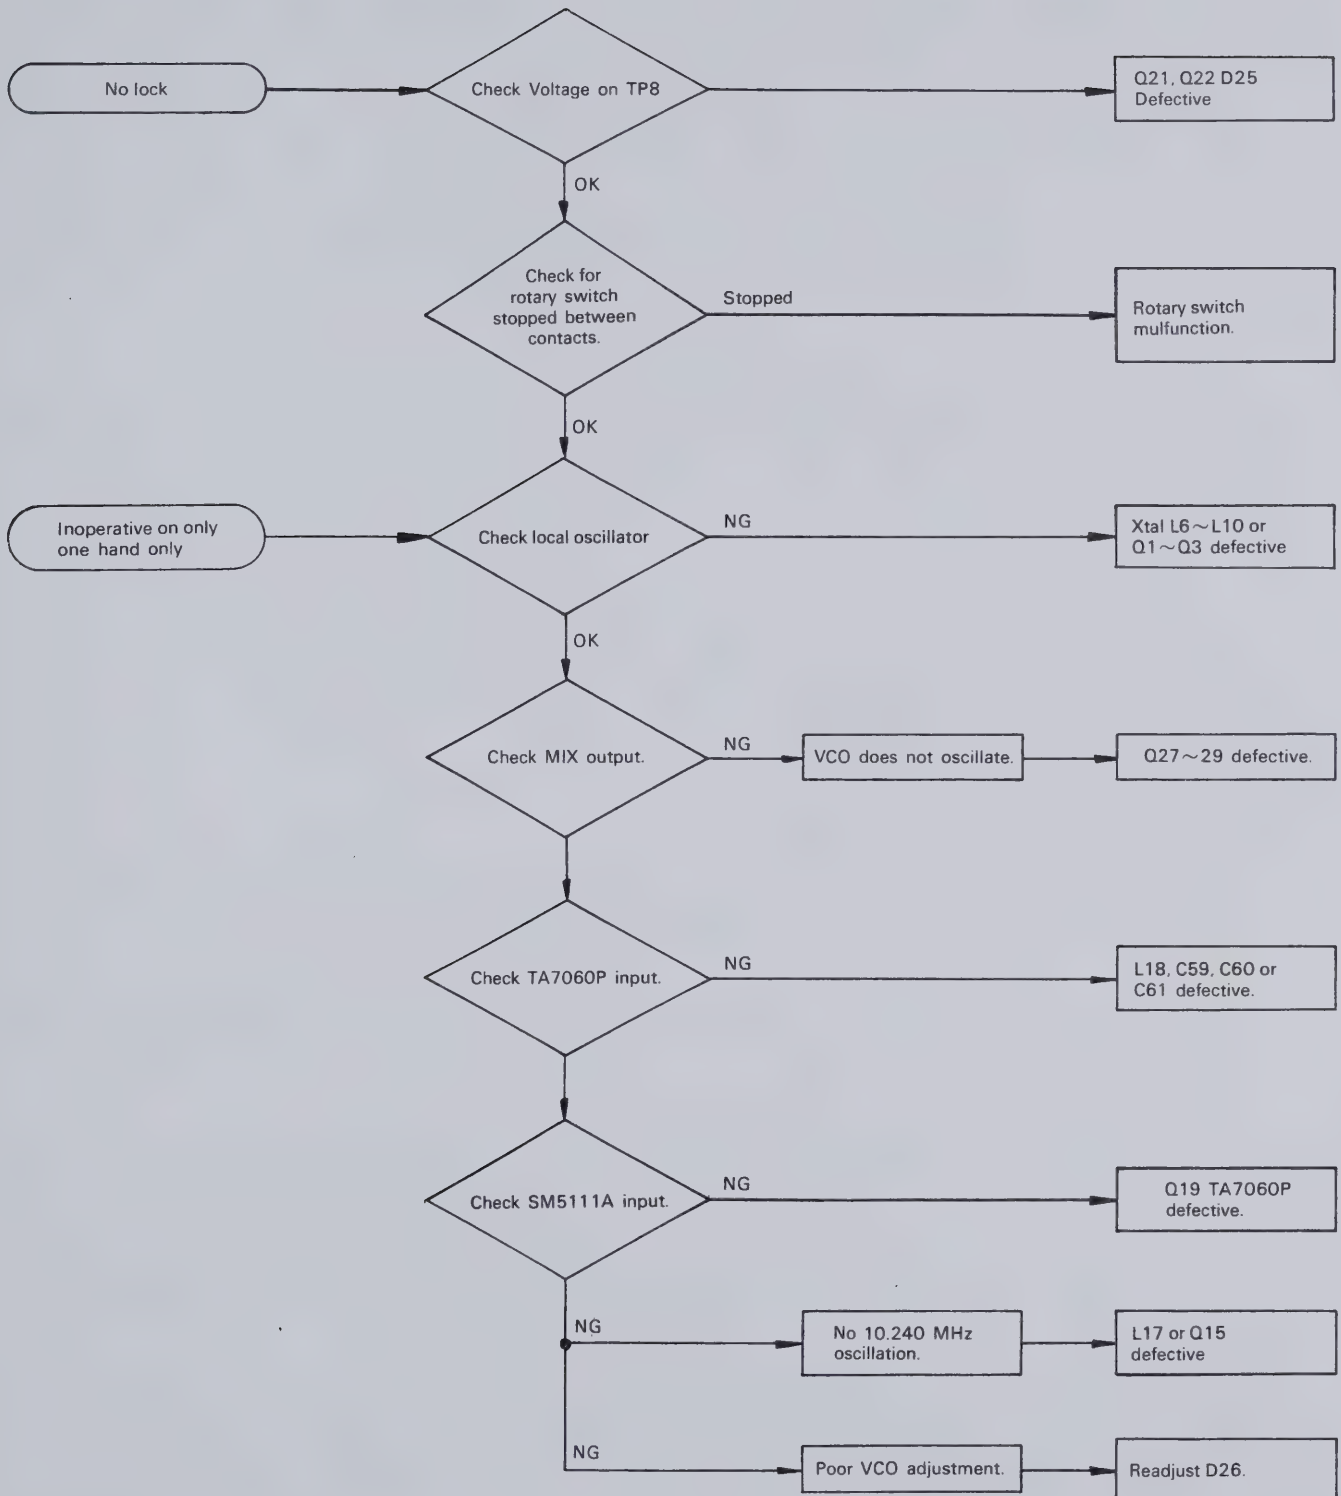 No lock
Check Voltage on TP8
Q21, Q22 D25
Defective
OK
Check for
rotary switch
stopped between
contacts.
Stopped
Rotary switch
mulfunction.
OK
Inoperative on only
one hand only
Check local oscillator
NG
Xtal L6~L10 or
Q1~Q3 defective
OK
Check MIX output.
NG
VCO does not oscillate.
Q27~29 defective.
Check TA7060P input.
NG
L18, C59, C60 or
C61 defective.
Check SM5111A input.
NG
Q19 TA7060P
defective.
NG
No 10.240 MHz
oscillation.
L17 or Q15
defective
NG
Poor VCO adjustment.
Readjust D26.